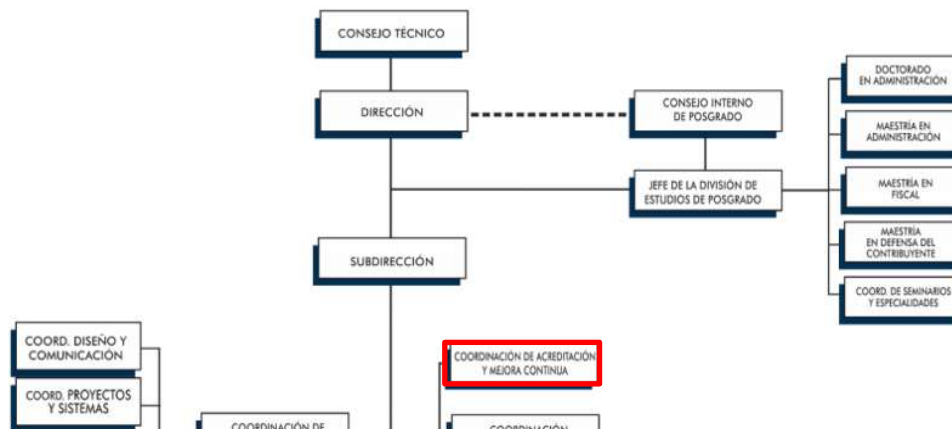 CONSEJO TÉCNICO
DIRECCIÓN
CONSEJO INTERNO
DE POSGRADO
DOCTORADO
EN ADMINISTRACIÓN
MAESTRÍA EN
ADMINISTRACIÓN
JEFE DE LA DIVISIÓN DE
ESTUDIOS DE POSGRADO
MAESTRÍA EN
FISCAL
MAESTRÍA
EN DEFENSA DEL
CONTRIBUYENTE
SUBDIRECCIÓN
COORD. DE SEMINARIOS
Y ESPECIALIDADES
COORD. DISEÑO Y
COMUNICACIÓN
COORDINACIÓN DE ACREDITACIÓN
Y MEJORA CONTINUA
COORD. PROYECTOS
Y SISTEMAS
COORDINACIÓN DE
COORDINACIÓN